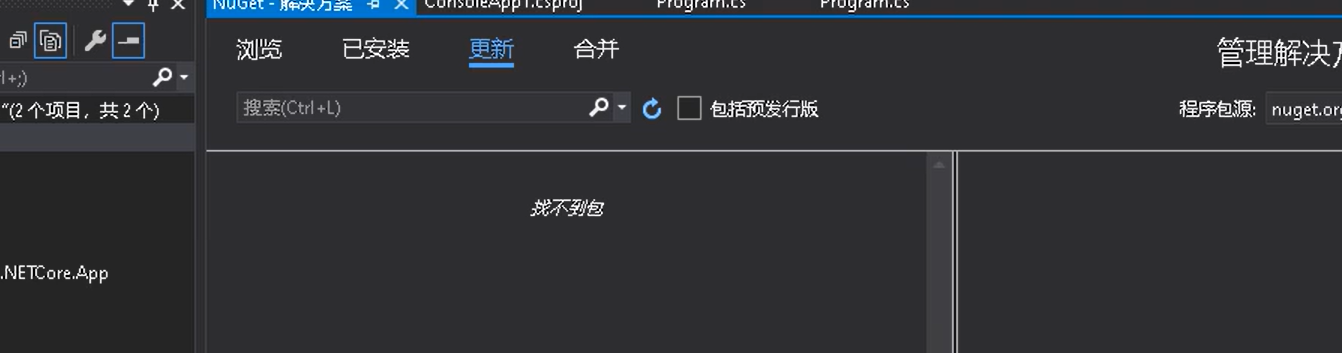 NuGet - 解决方案
ConsoleApp1.csproj
Program.cs
Program.cs
浏览
已安装
更新
合并
管理解决方
搜索(Ctrl+L)
包括预发行版
程序包源:
nuget.org
rl+;)
"(2 个项目, 共 2 个)
找不到包
.NETCore.App